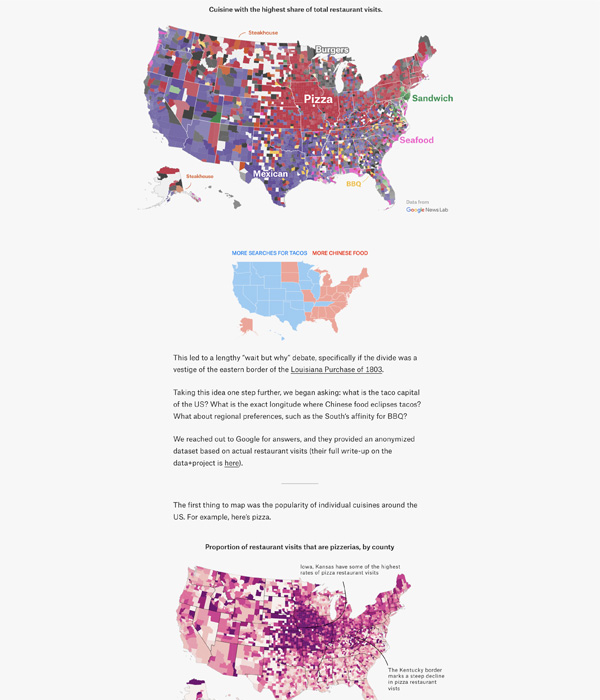 Cuisine with the highest share of total restaurant visits.
Steakhouse
Burgers
Pizza
Sandwich
Seafood
Steakhouse
Mexican
BBQ
Data from
Google News Lab
MORE SEARCHES FOR TACOS MORE CHINESE FOOD
This led to a lengthy "wait but why" debate, specifically if the divide was a
vestige of the eastern border of the Louisiana Purchase of 1803.
Taking this idea one step further, we began asking: what is the taco capital
of the US? What is the exact longitude where Chinese food eclipses tacos?
What about regional preferences, such as the South's affinity for BBQ?
We reached out to Google for answers, and they provided an anonymized
dataset based on actual restaurant visits (their full write-up on the
data+project is here).
The first thing to map was the popularity of individual cuisines around the
US. For example, here's pizza.
Proportion of restaurant visits that are pizzerias, by county
Iowa, Kansas have some of the highest
rates of pizza restaurant visits
The Kentucky border
marks a steep decline
in pizza restaurant
vists